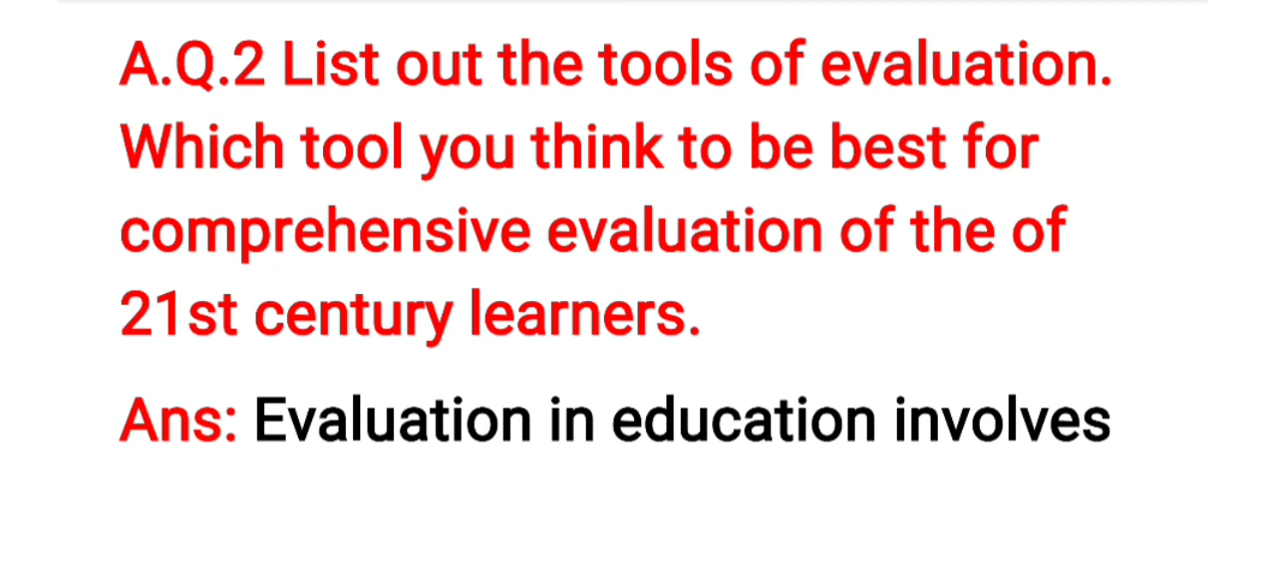 A.Q.2 List out the tools of evaluation.
Which tool you think to be best for
comprehensive evaluation of the of
21st century learners.
Ans: Evaluation in education involves